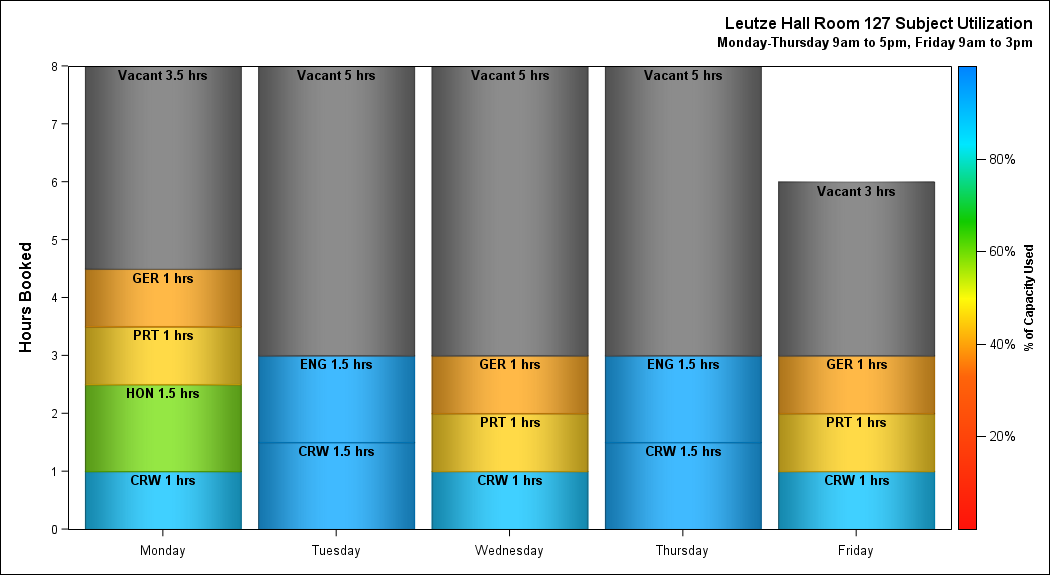 Leutze Hall Room 127 Subject Utilization
Monday-Thursday 9am to 5pm, Friday 9am to 3pm
Hours Booked
8
7
6
5
4
3
2
1
0
Vacant 3.5 hrs
GER 1 hrs
PRT 1 hrs
HON 1.5 hrs
CRW 1 hrs
Vacant 5 hrs
ENG 1.5 hrs
CRW 1.5 hrs
Vacant 5 hrs
GER 1 hrs
PRT 1 hrs
CRW 1 hrs
Vacant 5 hrs
ENG 1.5 hrs
CRW 1.5 hrs
Vacant 3 hrs
GER 1 hrs
PRT 1 hrs
CRW 1 hrs
Monday
Tuesday
Wednesday
Thursday
Friday
80%
60%
40%
20%
% of Capacity Used